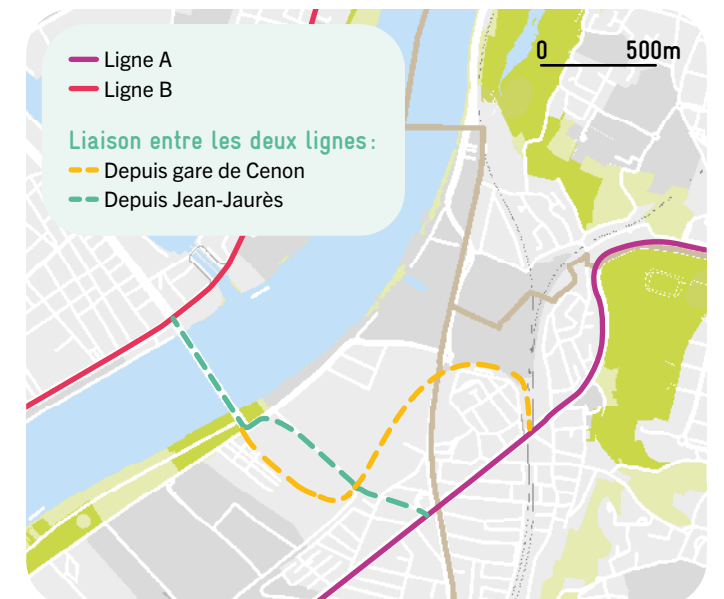 Ligne A
Ligne B
Liaison entre les deux lignes :
Depuis gare de Cenon
Depuis Jean-Jaurès
0 500m